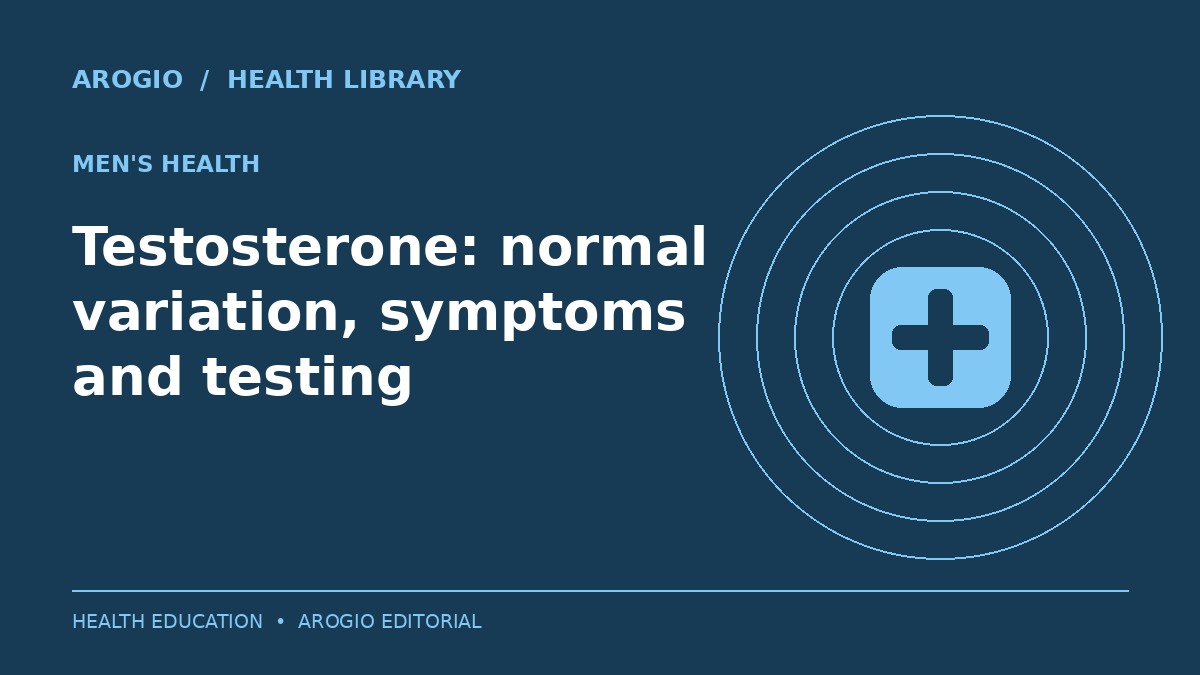 AROGIO / HEALTH LIBRARY
MEN'S HEALTH
Testosterone: normal
variation, symptoms
and testing
HEALTH EDUCATION • AROGIO EDITORIAL